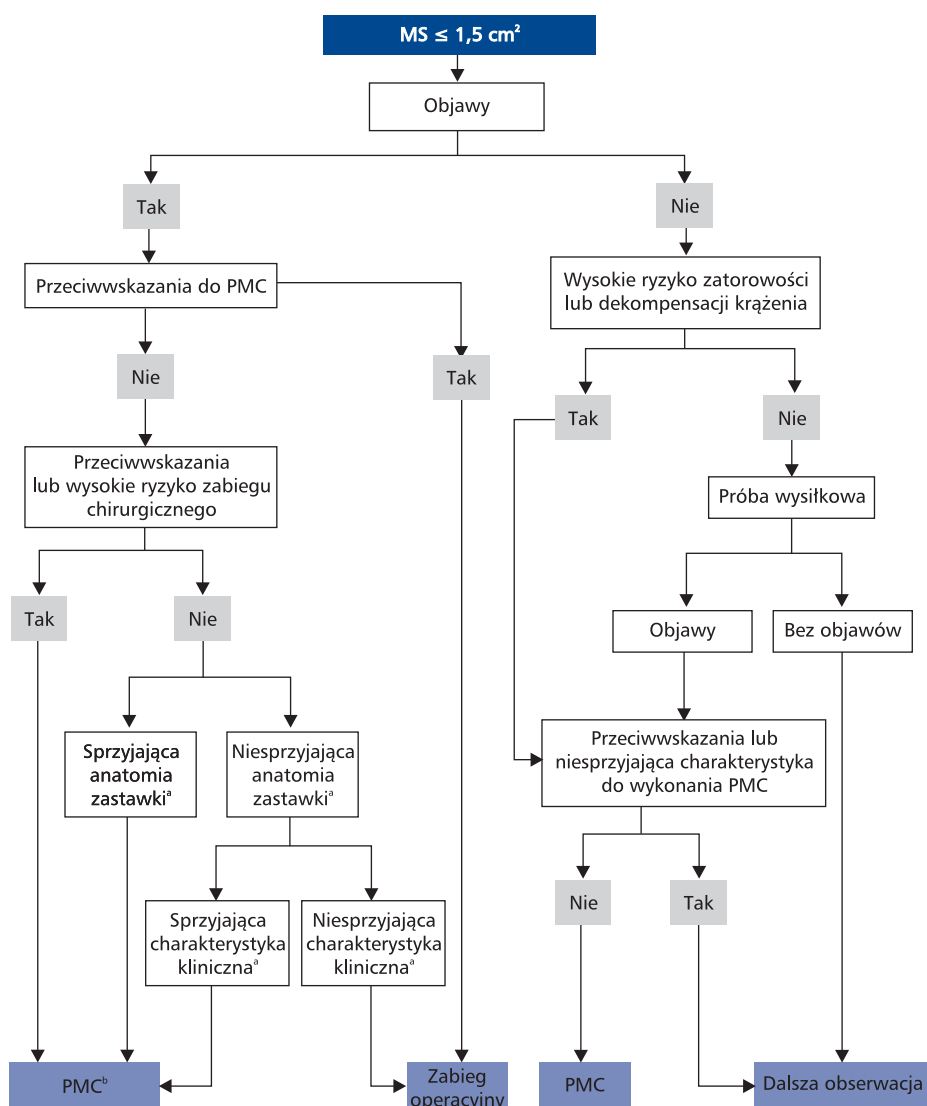 MS ≤ 1,5 cm²
Objawy
Tak
Nie
Przeciwwskazania do PMC
Wysokie ryzyko zatorowości
lub dekompensacji krążenia
Nie
Tak
Tak
Nie
Przeciwwskazania
lub wysokie ryzyko zabiegu
chirurgicznego
Próba wysiłkowa
Tak
Nie
Objawy
Bez objawów
Sprzyjająca
anatomia
zastawkiᵃ
Niesprzyjająca
anatomia
zastawkiᵃ
Przeciwwskazania lub
niesprzyjająca charakterystyka
do wykonania PMC
Nie
Tak
Sprzyjająca
charakterystyka
klinicznaᵃ
Niesprzyjająca
charakterystyka
klinicznaᵃ
PMCᵇ
Zabieg
operacyjny
PMC
Dalsza obserwacja